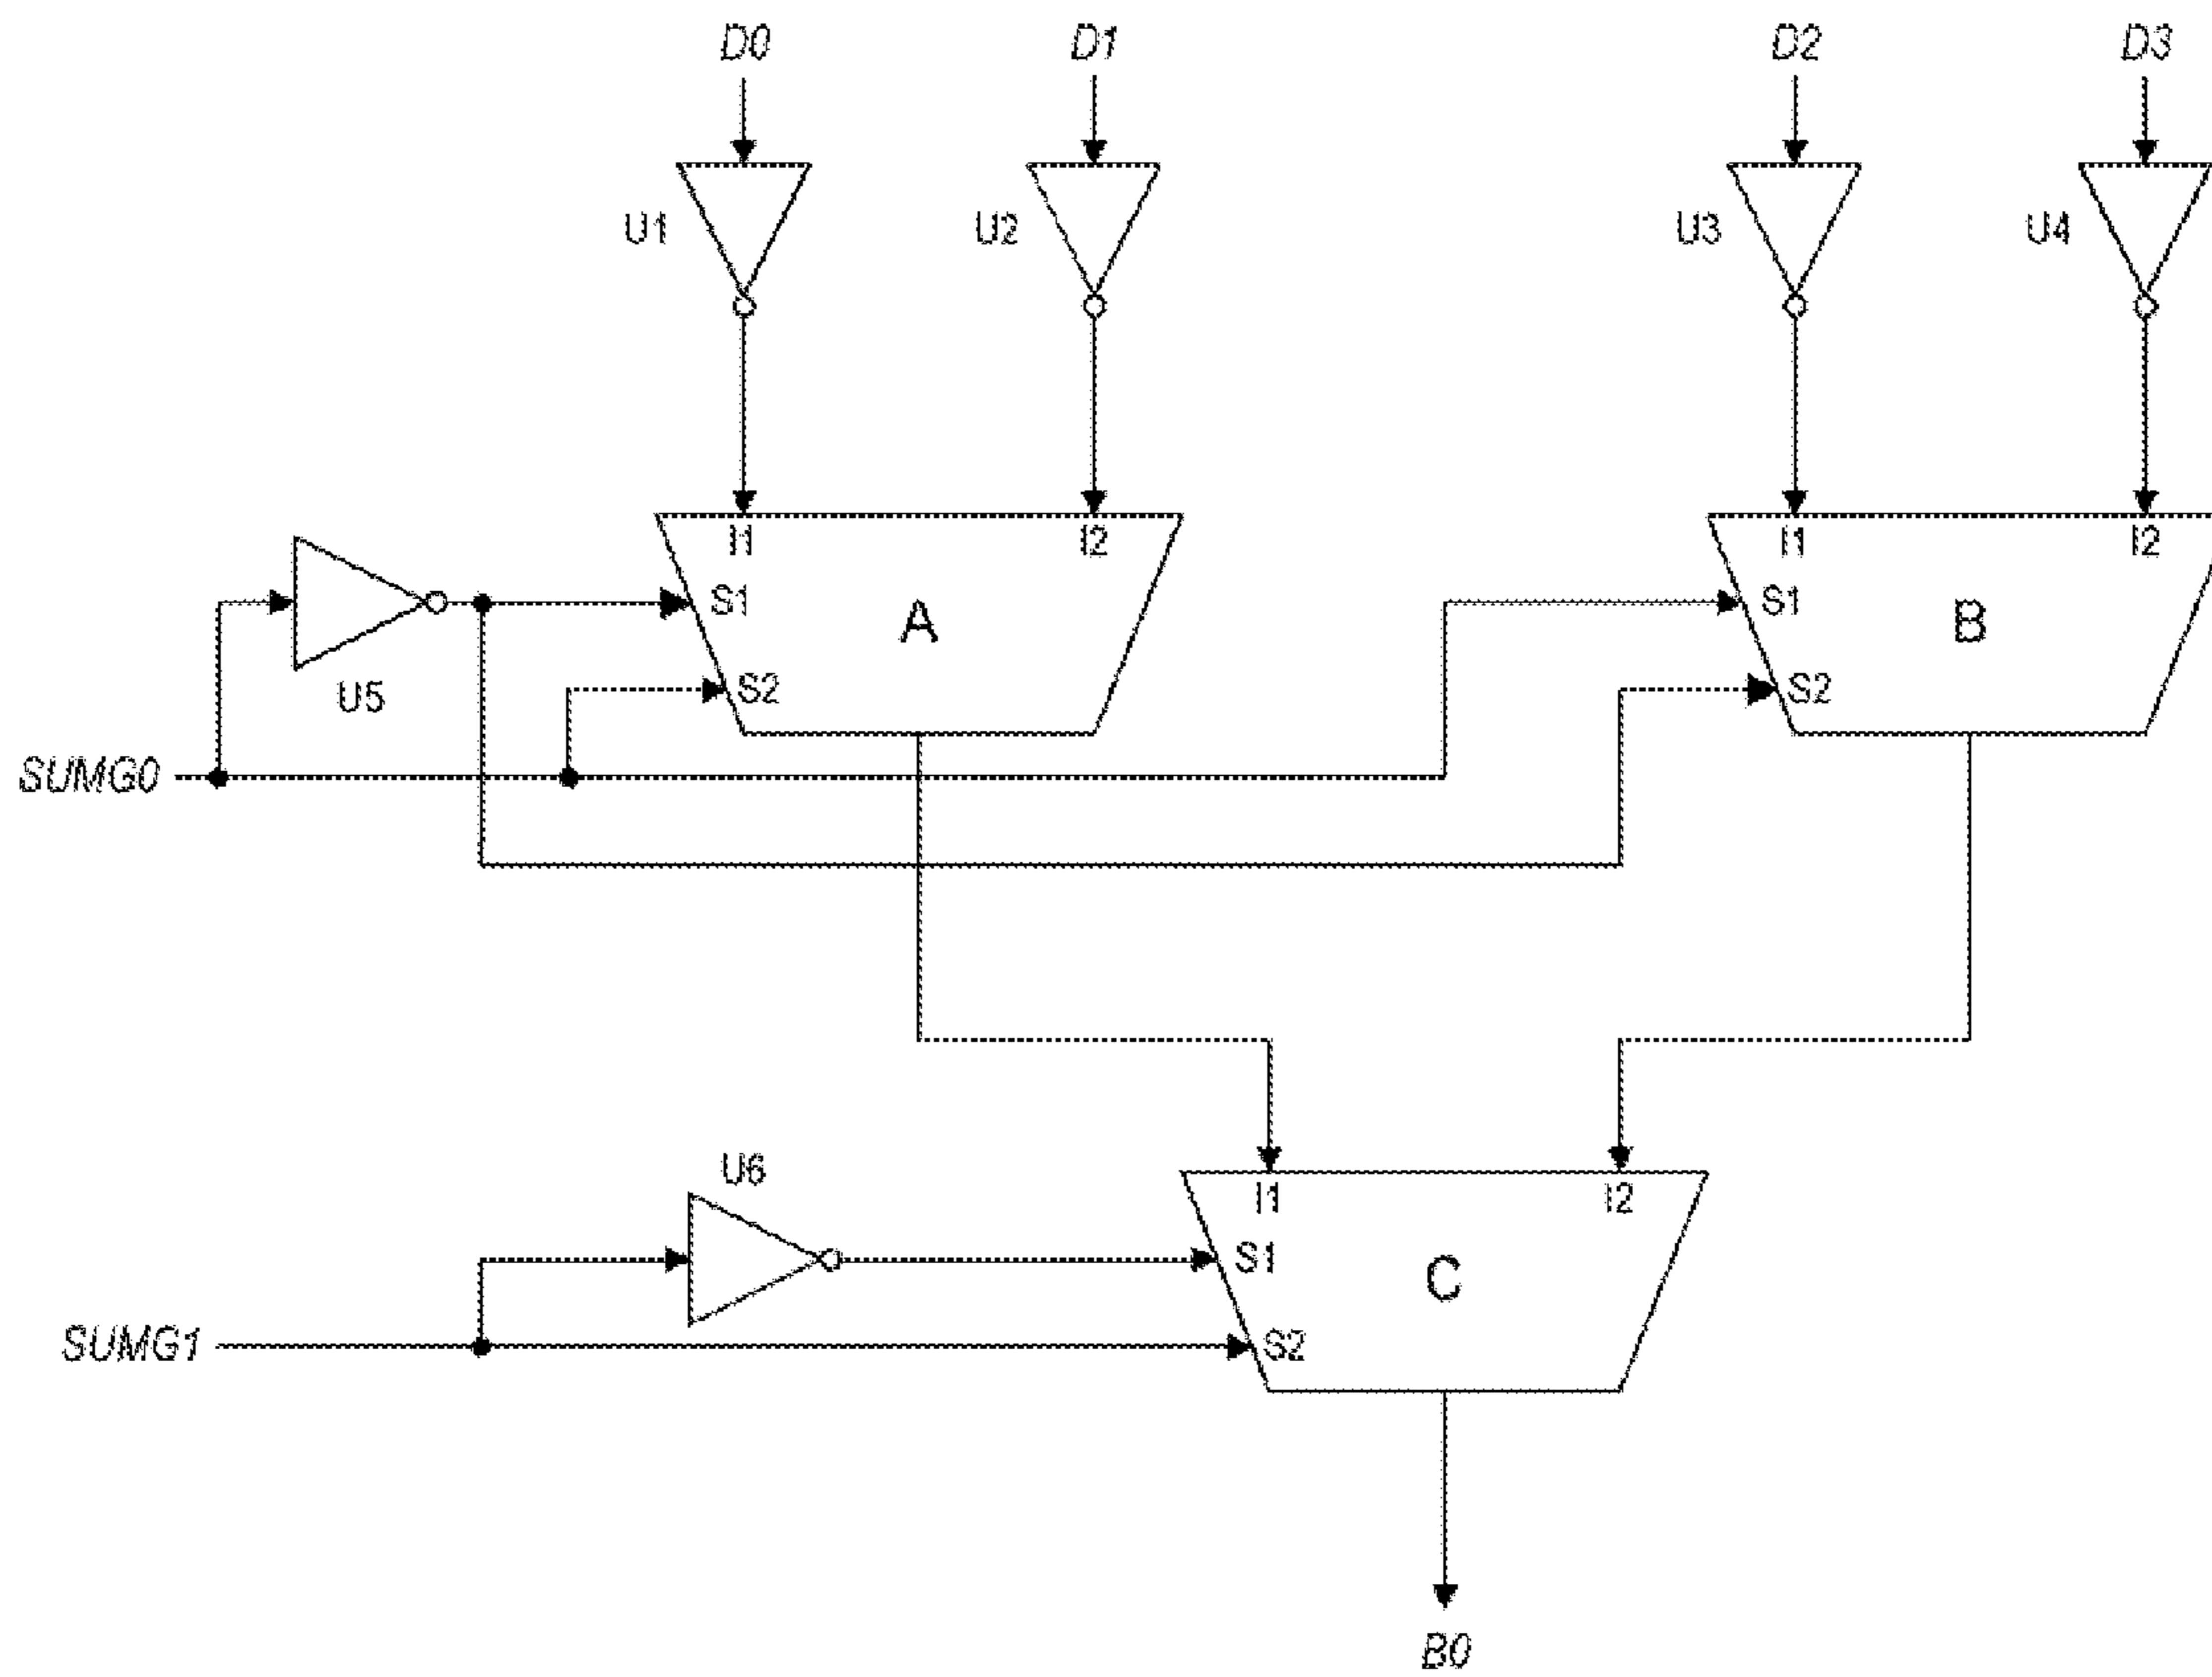 D0 D1 D2 D3
U1 U2 U3 U4
I1 I2 I1 I2
S1 A S1 B
S2 S2
U5
SUMG0
U6
I1 I2
S1 C
SUMG1 S2
B0